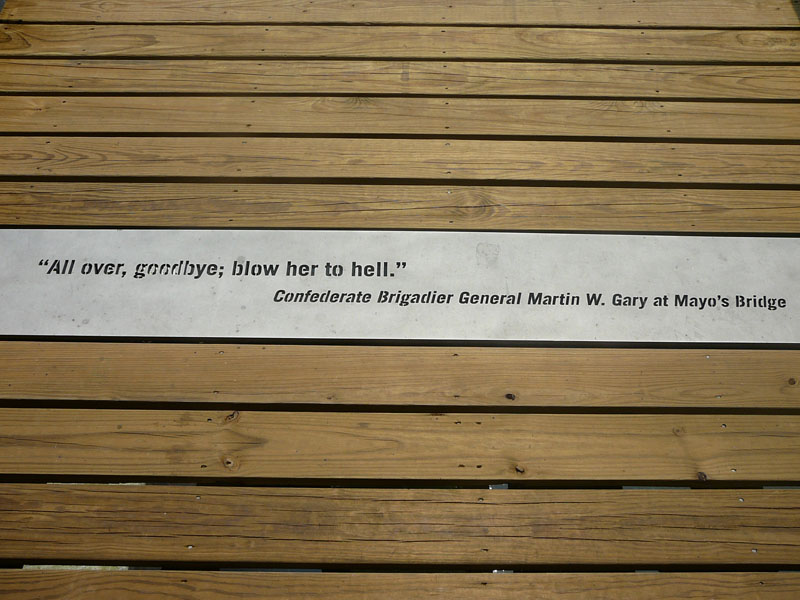 “All over, goodbye; blow her to hell.”
Confederate Brigadier General Martin W. Gary at Mayo’s Bridge